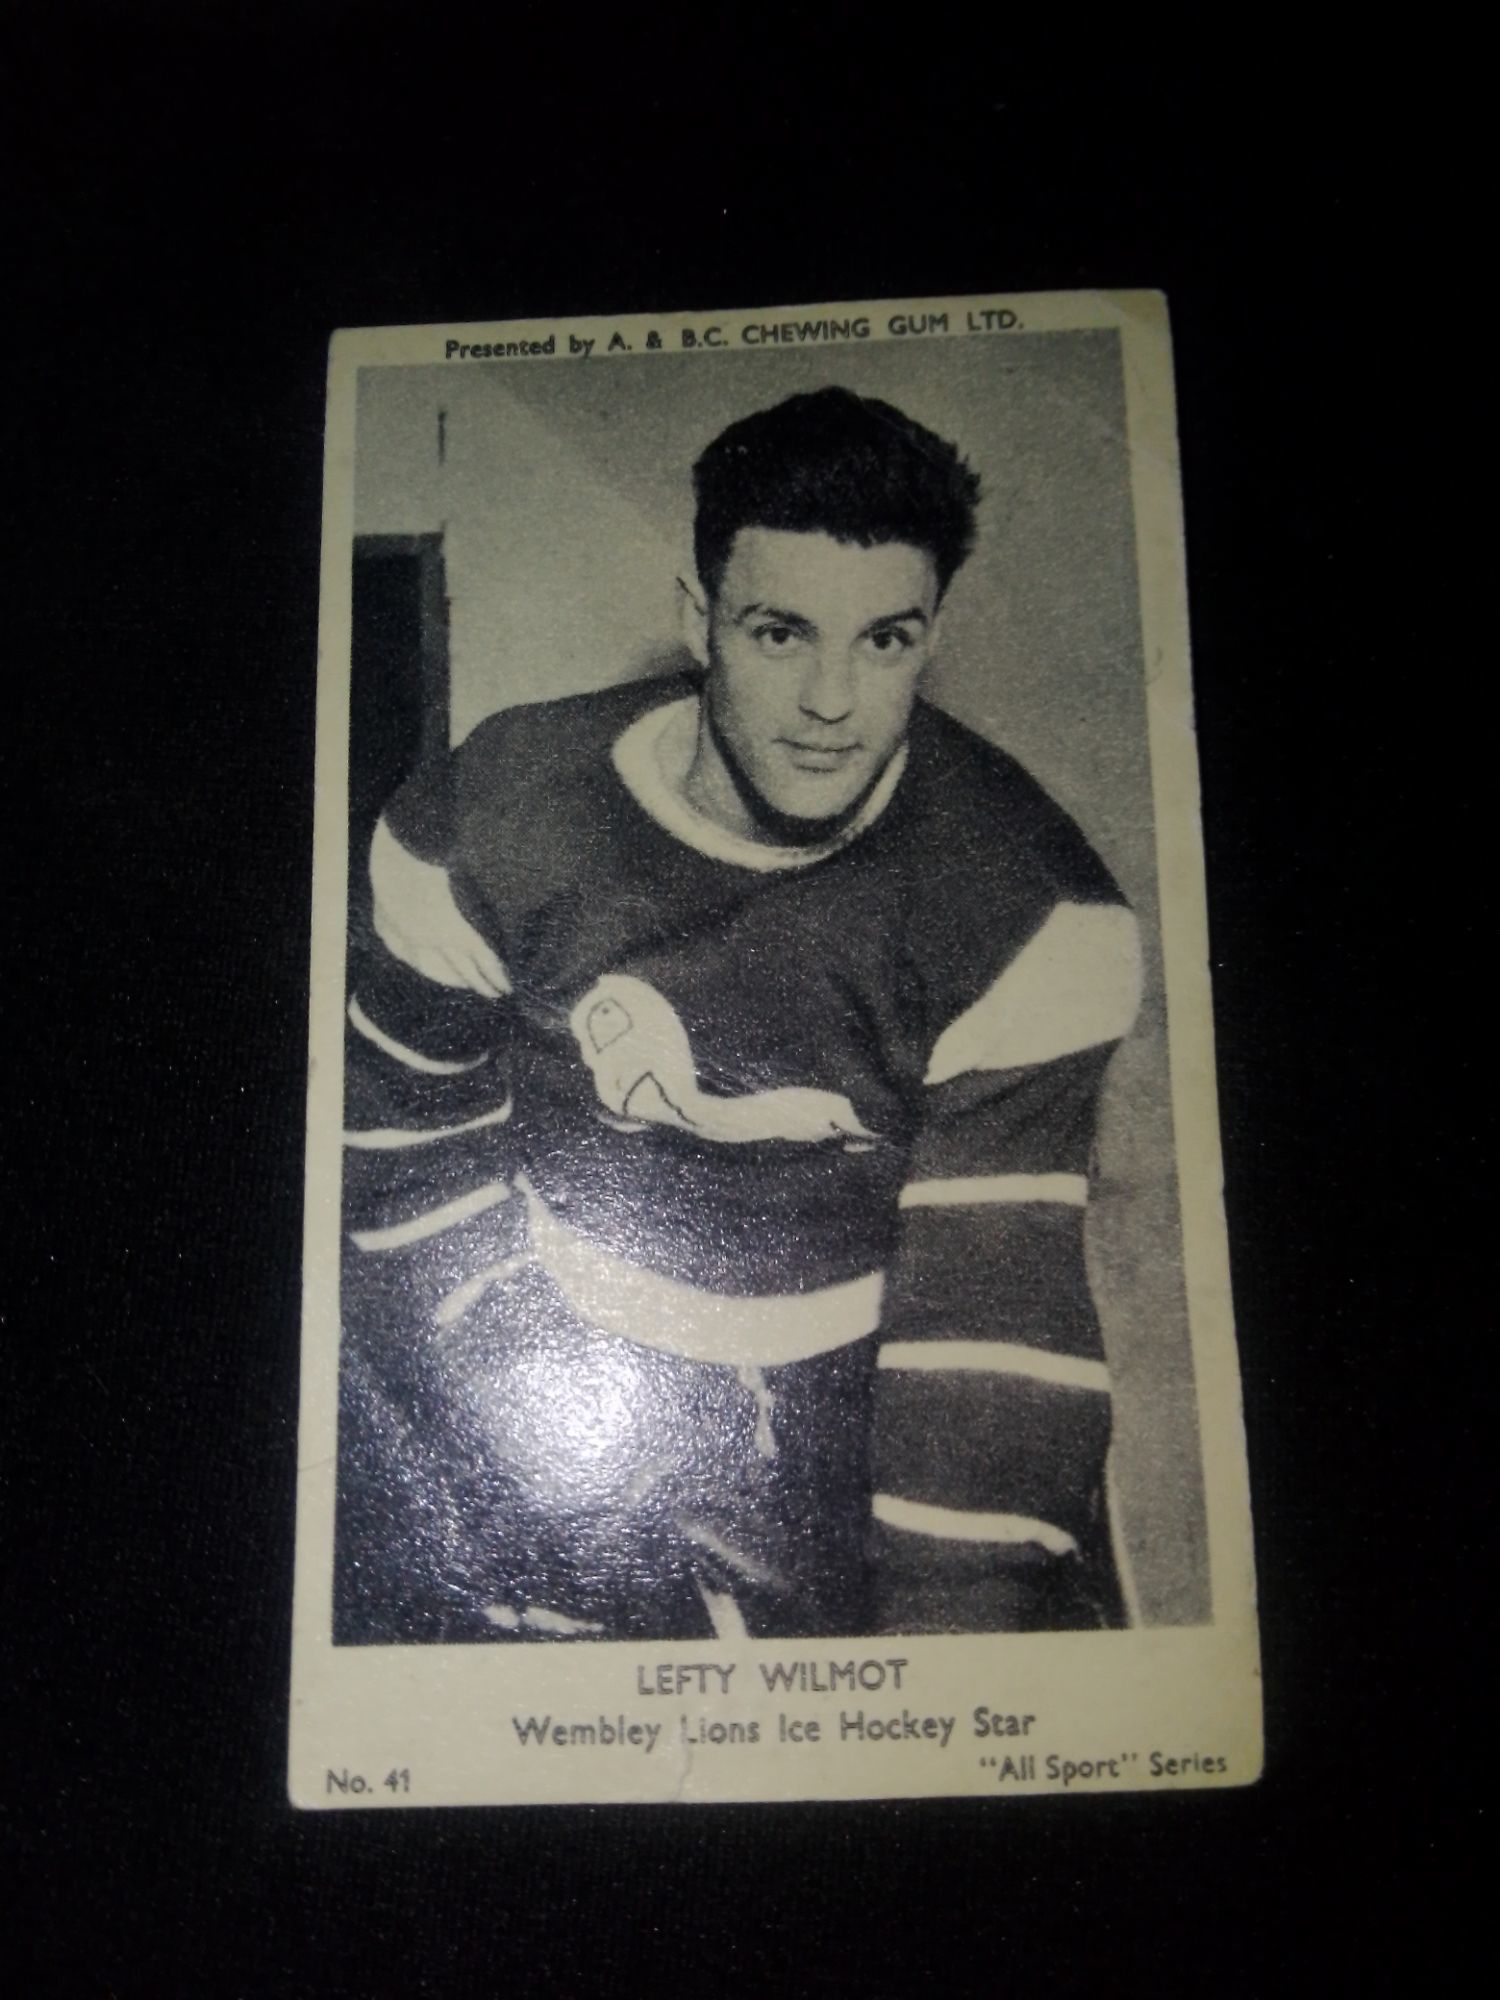 Presented by A. & B.C. CHEWING GUM LTD.
LEFTY WILMOT
Wembley Lions Ice Hockey Star
"All Sport" Series
No. 41